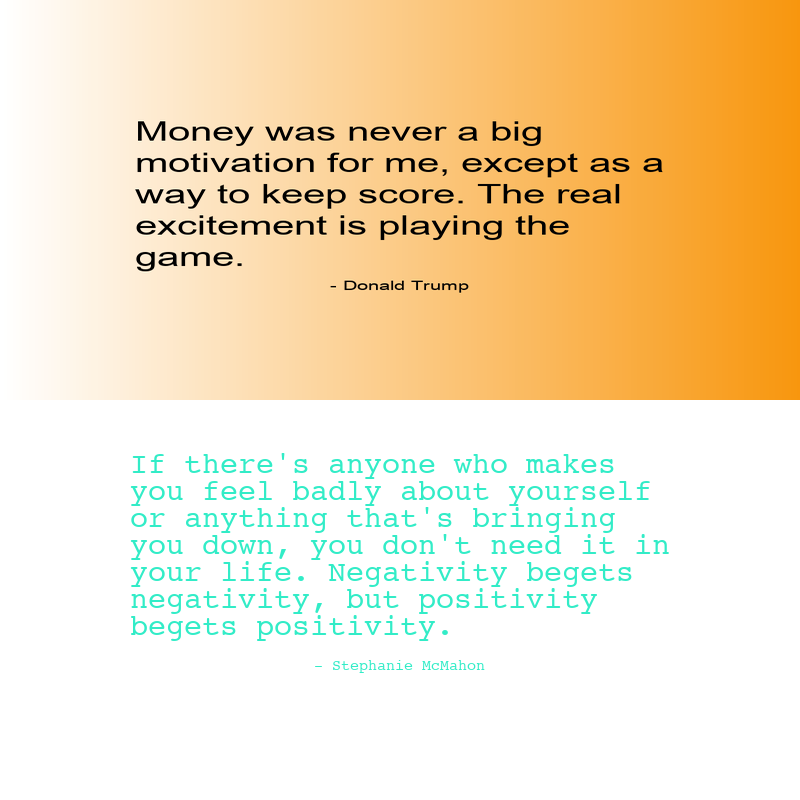 Money was never a big
motivation for me, except as a
way to keep score. The real
excitement is playing the
game.
- Donald Trump
If there's anyone who makes
you feel badly about yourself
or anything that's bringing
you down, you don't need it in
your life. Negativity begets
negativity, but positivity
begets positivity.
- Stephanie McMahon